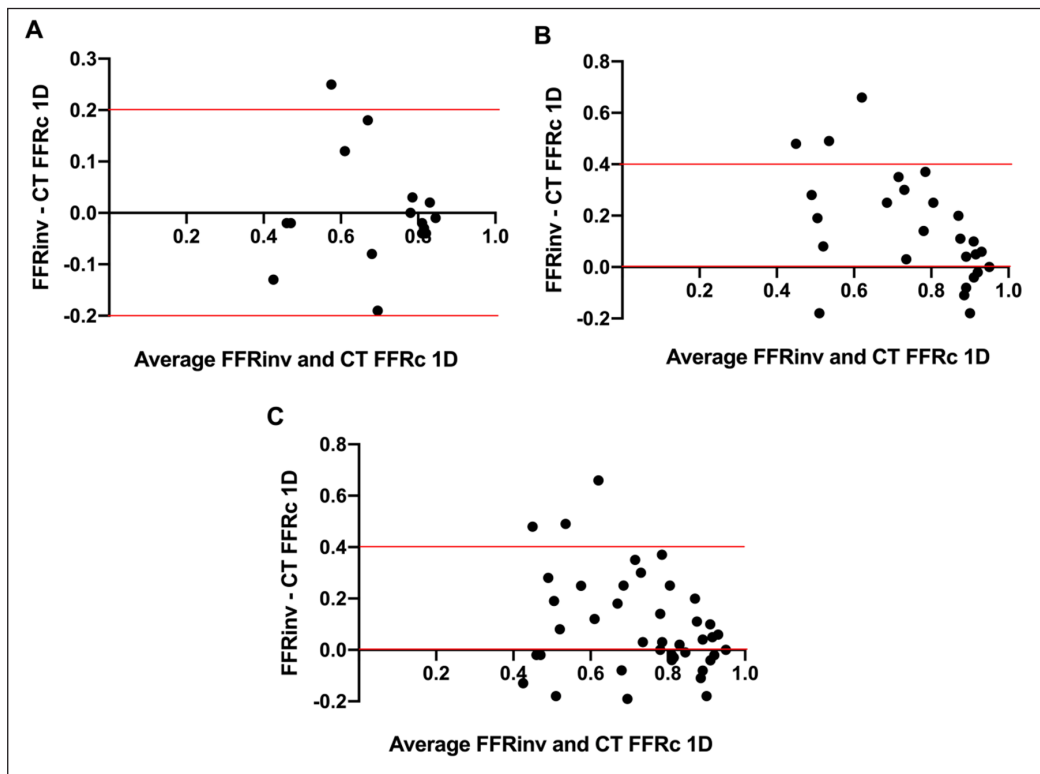 A
FFRinv - CT FFRc 1D
0.3
0.2
0.1
0.0
-0.1
-0.2
0.2 0.4 0.6 0.8 1.0
Average FFRinv and CT FFRc 1D
B
FFRinv - CT FFRc 1D
0.8
0.6
0.4
0.2
0.0
-0.2
0.2 0.4 0.6 0.8 1.0
Average FFRinv and CT FFRc 1D
C
FFRinv - CT FFRc 1D
0.8
0.6
0.4
0.2
0.0
-0.2
0.2 0.4 0.6 0.8 1.0
Average FFRinv and CT FFRc 1D